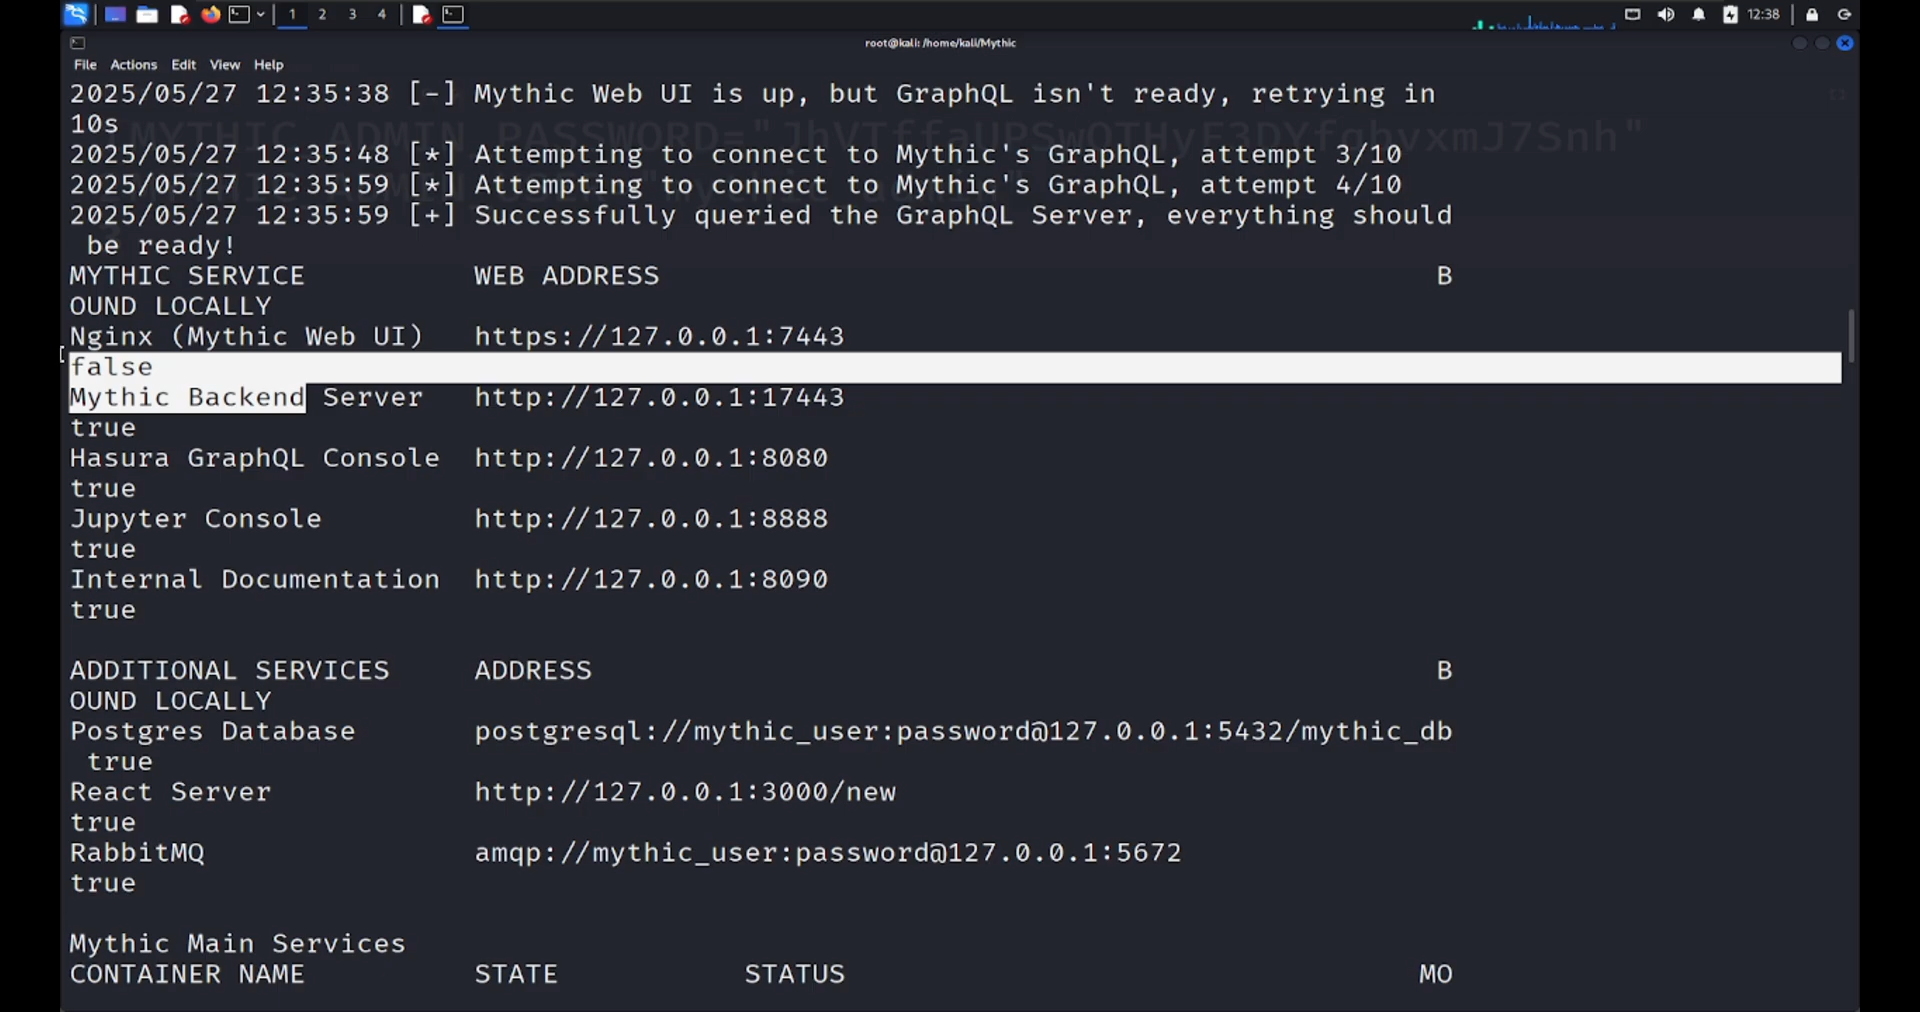 1 2 3 4
12:38
root@kali: /home/kali/Mythic
File Actions Edit View Help
2025/05/27 12:35:38 [-] Mythic Web UI is up, but GraphQL isn't ready, retrying in
10s
2025/05/27 12:35:48 [*] Attempting to connect to Mythic's GraphQL, attempt 3/10
2025/05/27 12:35:59 [*] Attempting to connect to Mythic's GraphQL, attempt 4/10
2025/05/27 12:35:59 [+] Successfully queried the GraphQL Server, everything should
be ready!
MYTHIC SERVICE WEB ADDRESS B
OUND LOCALLY
Nginx (Mythic Web UI) https://127.0.0.1:7443
false
Mythic Backend Server http://127.0.0.1:17443
true
Hasura GraphQL Console http://127.0.0.1:8080
true
Jupyter Console http://127.0.0.1:8888
true
Internal Documentation http://127.0.0.1:8090
true
ADDITIONAL SERVICES ADDRESS B
OUND LOCALLY
Postgres Database postgresql://mythic_user:password@127.0.0.1:5432/mythic_db
true
React Server http://127.0.0.1:3000/new
true
RabbitMQ amqp://mythic_user:password@127.0.0.1:5672
true
Mythic Main Services
CONTAINER NAME STATE STATUS MO